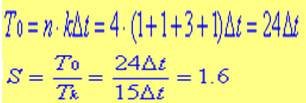 T0 = n · kΔt = 4 · (1+1+3+1)Δt = 24Δt
S = T0 / Tk = 24Δt / 15Δt = 1.6